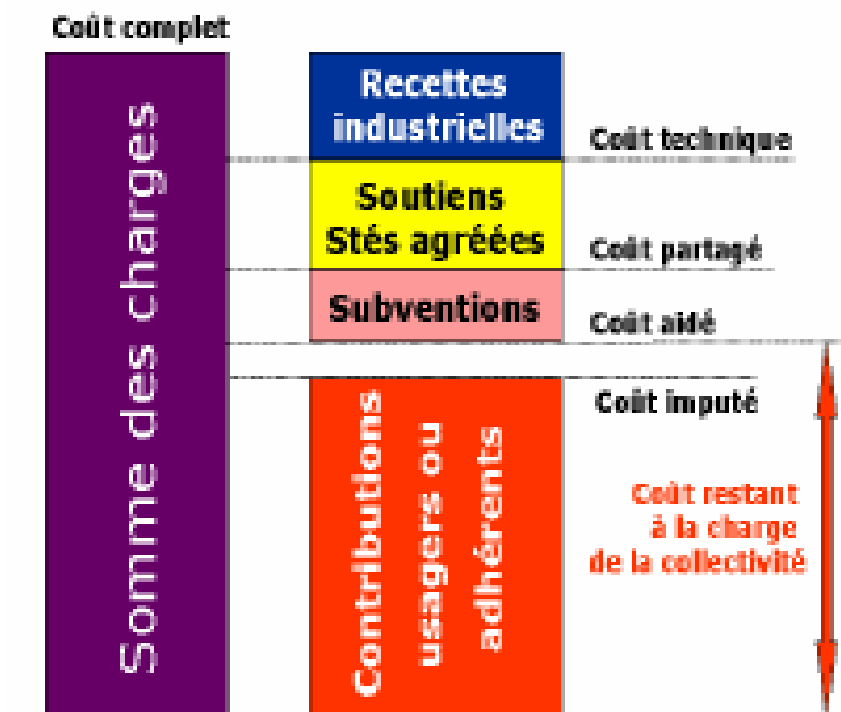 Coût complet
Somme des charges
Recettes
industrielles
Coût technique
Soutiens
Stés agréées
Coût partagé
Subventions
Coût aidé
Coût imputé
Contributions
usagers ou
adhérents
Coût restant
à la charge
de la collectivité